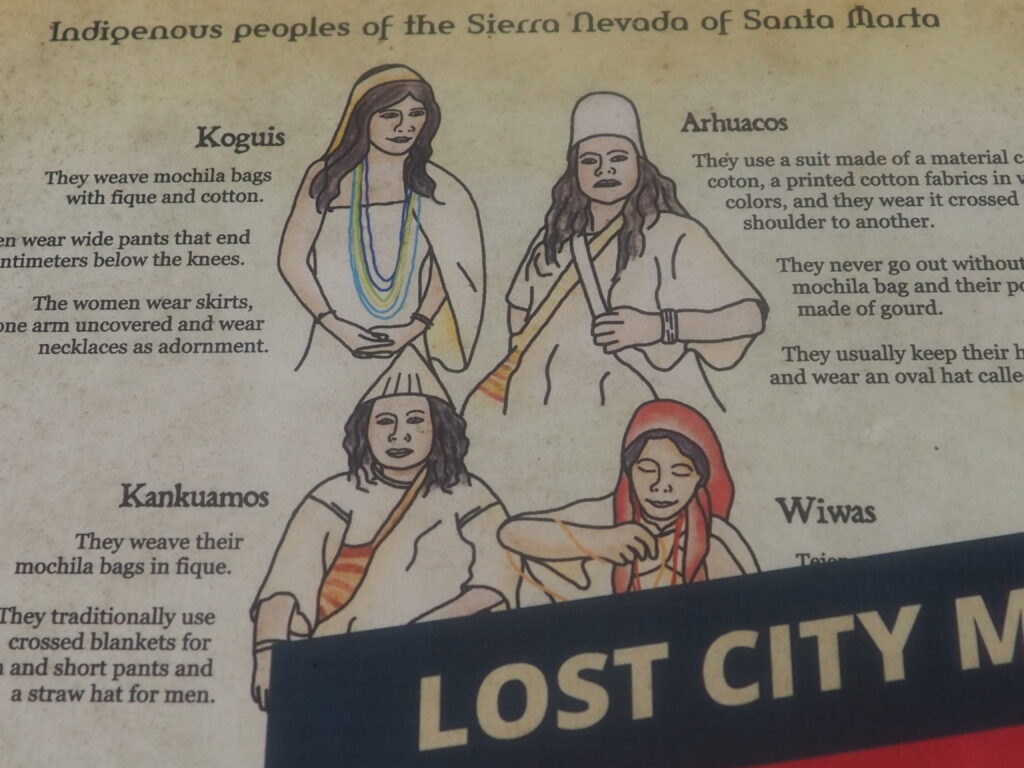 Indigenous peoples of the Sierra Nevada of Santa Marta
Koguis
They weave mochila bags
with fique and cotton.
wear wide pants that end
below the knees.
The women wear skirts,
arm uncovered and wear
necklaces as adornment.
Arhuacos
They use a suit made of a material
coton, a printed cotton fabrics in
colors, and they wear it crossed
shoulder to another.
They never go out without
mochila bag and their
made of gourd.
They usually keep their
and wear an oval hat
Kankuamos
They weave their
mochila bags in fique.
They traditionally use
crossed blankets for
and short pants and
a straw hat for men.
Wiwas
LOST CITY